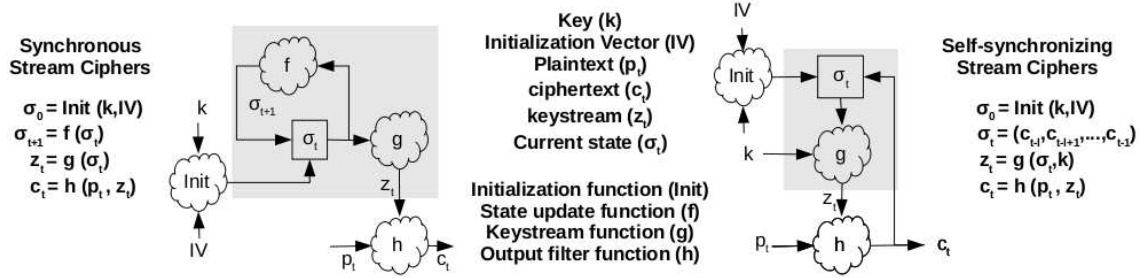 Synchronous
Stream Ciphers
σ₀ = Init (k,IV)
σₜ₊₁ = f (σₜ)
zₜ = g (σₜ)
cₜ = h (pₜ , zₜ)
k
Init
IV
f
σₜ₊₁
σₜ
g
zₜ
pₜ
h
cₜ
Key (k)
Initialization Vector (IV)
Plaintext (pₜ)
ciphertext (cₜ)
keystream (zₜ)
Current state (σₜ)
Initialization function (Init)
State update function (f)
Keystream function (g)
Output filter function (h)
IV
Init
k
σₜ
g
zₜ
pₜ
h
cₜ
Self-synchronizing
Stream Ciphers
σ₀ = Init (k,IV)
σₜ = (cₜ₋ₗ,cₜ₋ₗ₊₁,...,cₜ₋₁)
zₜ = g (σₜ,k)
cₜ = h (pₜ , zₜ)